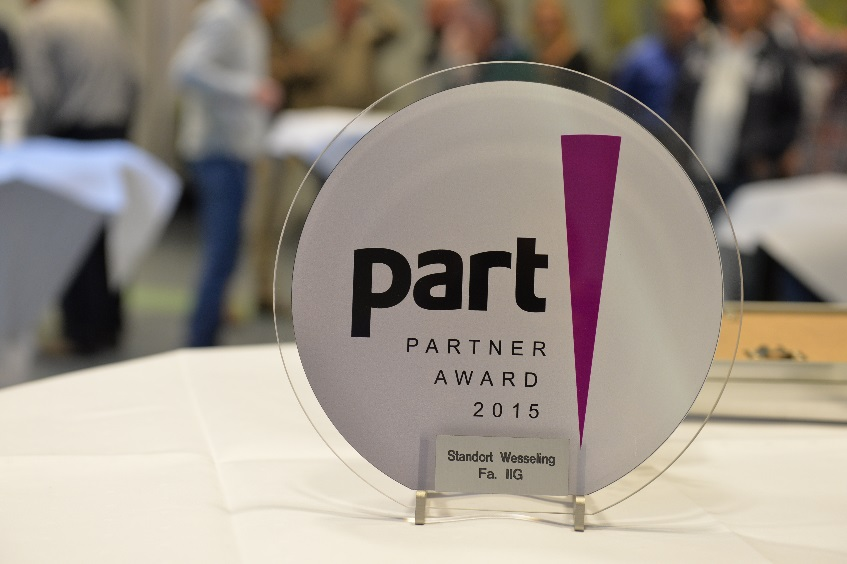 part
PARTNER
AWARD
2015
Standort Wesseling
Fa. IIG